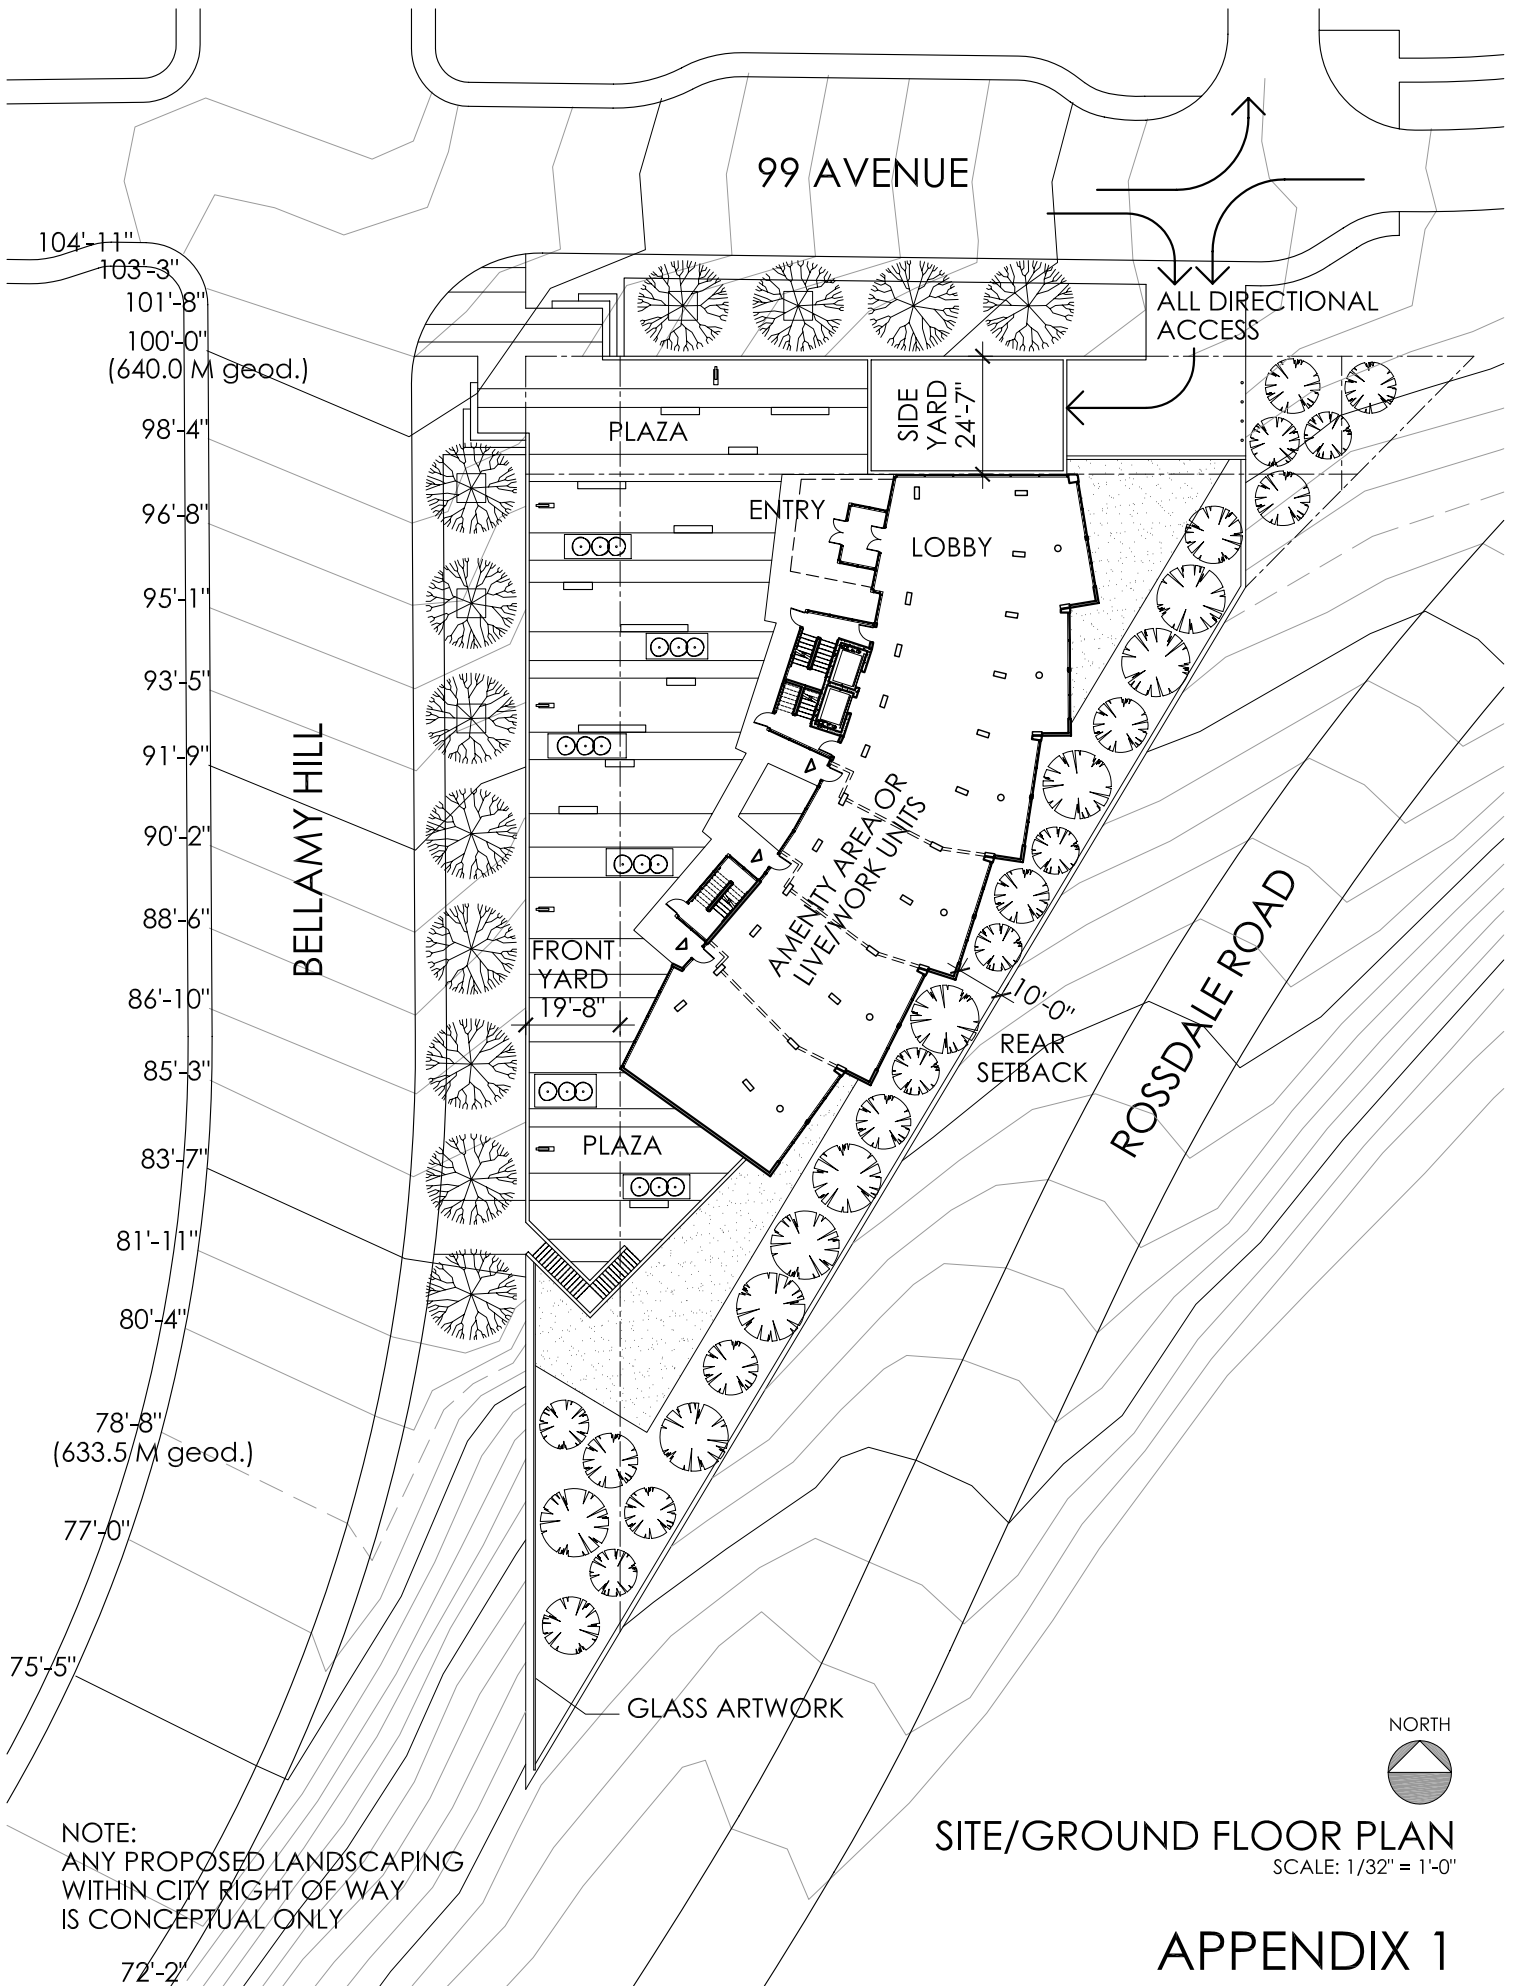 99 AVENUE
104'-11"
103'-3"
101'-8"
100'-0"
(640.0 M geod.)
98'-4"
96'-8"
95'-1"
93'-5"
91'-9"
90'-2"
88'-6"
86'-10"
85'-3"
83'-7"
81'-11"
80'-4"
78'-8"
(633.5 M geod.)
77'-0"
75'-5"
72'-2"
ALL DIRECTIONAL
ACCESS
SIDE
YARD
24'-7"
PLAZA
ENTRY
LOBBY
BELLAMY HILL
AMENITY AREA OR
LIVE/WORK UNITS
FRONT
YARD
19'-8"
10'-0"
REAR
SETBACK
ROSSDALE ROAD
PLAZA
GLASS ARTWORK
NORTH
SITE/GROUND FLOOR PLAN
SCALE: 1/32" = 1'-0"
NOTE:
ANY PROPOSED LANDSCAPING
WITHIN CITY RIGHT OF WAY
IS CONCEPTUAL ONLY
APPENDIX 1